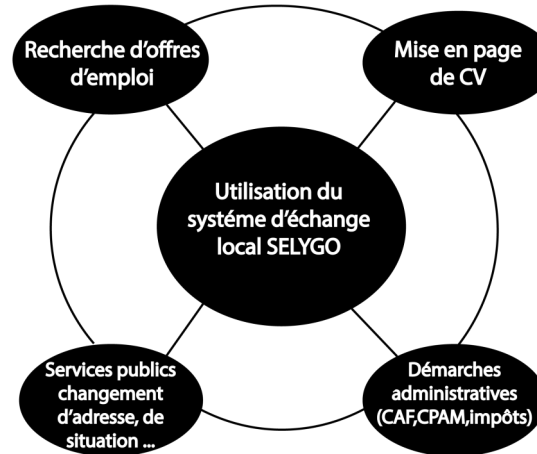 Recherche d'offres
d'emploi
Mise en page
de CV
Utilisation du
systéme d'échange
local SELYGO
Services publics
changement
d'adresse, de
situation ...
Démarches
administratives
(CAF,CPAM,impôts)